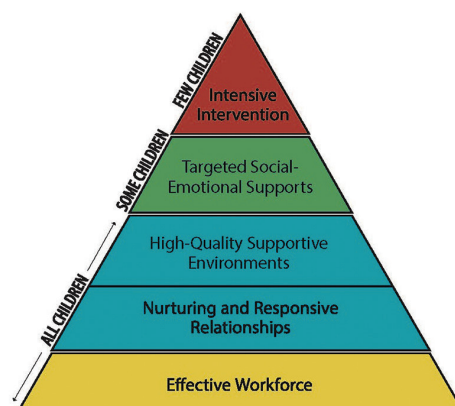 FEW CHILDREN
Intensive
Intervention
SOME CHILDREN
Targeted Social-
Emotional Supports
ALL CHILDREN
High-Quality Supportive
Environments
Nurturing and Responsive
Relationships
Effective Workforce